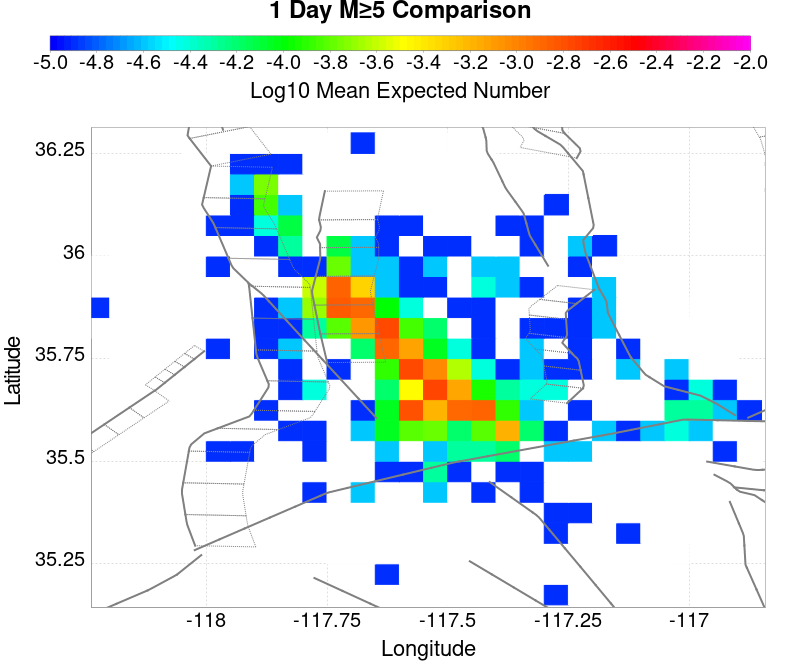 1 Day M≥5 Comparison
-5.0 -4.8 -4.6 -4.4 -4.2 -4.0 -3.8 -3.6 -3.4 -3.2 -3.0 -2.8 -2.6 -2.4 -2.2 -2.0
Log10 Mean Expected Number
36.25
36
35.75
35.5
35.25
Latitude
-118 -117.75 -117.5 -117.25 -117
Longitude